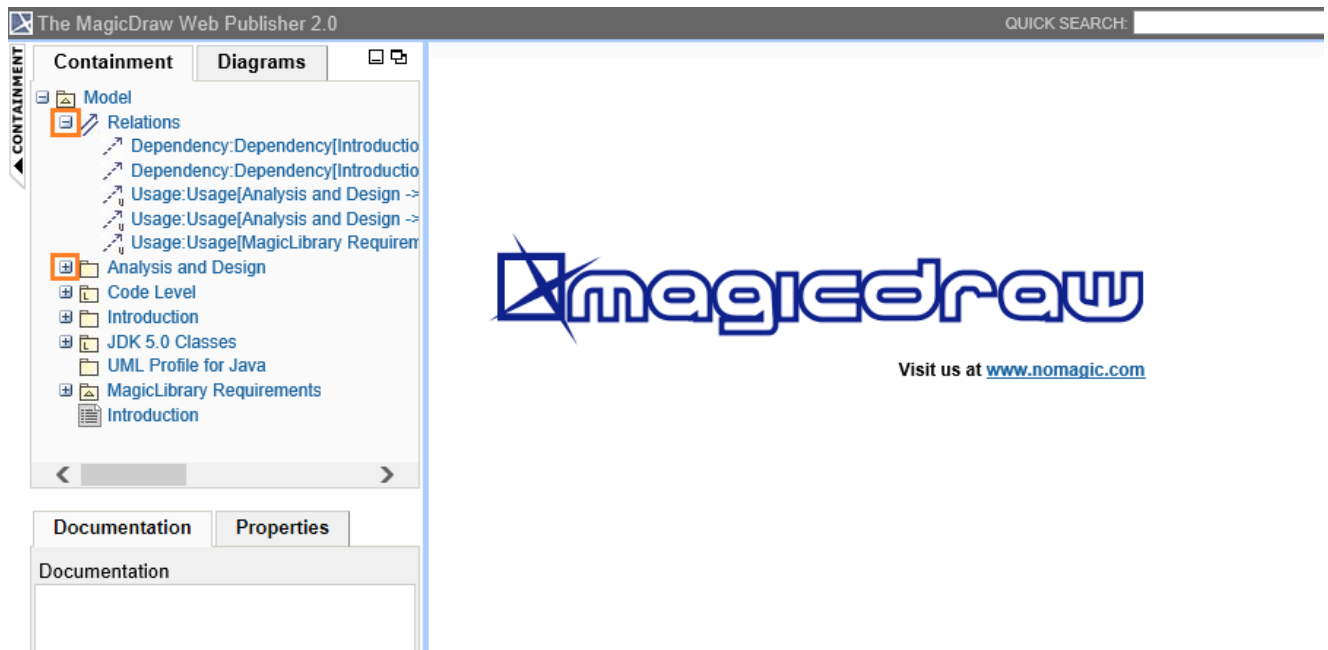 The MagicDraw Web Publisher 2.0
QUICK SEARCH:
CONTAINMENT
Containment
Diagrams
Model
Relations
Dependency:Dependency[Introductio
Dependency:Dependency[Introductio
Usage:Usage[Analysis and Design ->
Usage:Usage[Analysis and Design ->
Usage:Usage[MagicLibrary Requirem
Analysis and Design
Code Level
Introduction
JDK 5.0 Classes
UML Profile for Java
MagicLibrary Requirements
Introduction
magicdraw
Visit us at www.nomagic.com
Documentation
Properties
Documentation